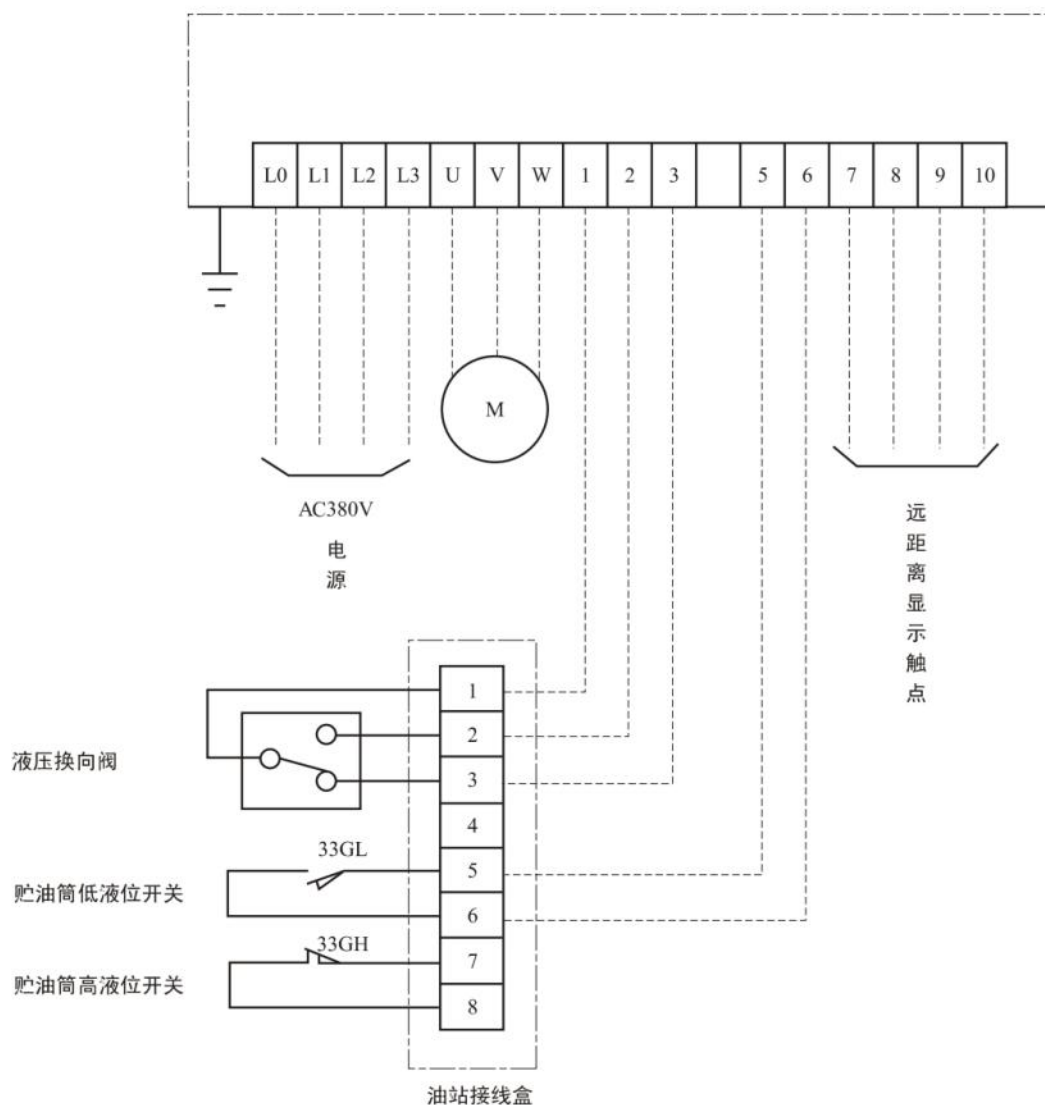 L0 L1 L2 L3 U V W 1 2 3 5 6 7 8 9 10
M
AC380V
电
源
远
距
离
显
示
触
点
1
2
液压换向阀
3
4
33GL
5
贮油筒低液位开关
6
33GH
7
贮油筒高液位开关
8
油站接线盒